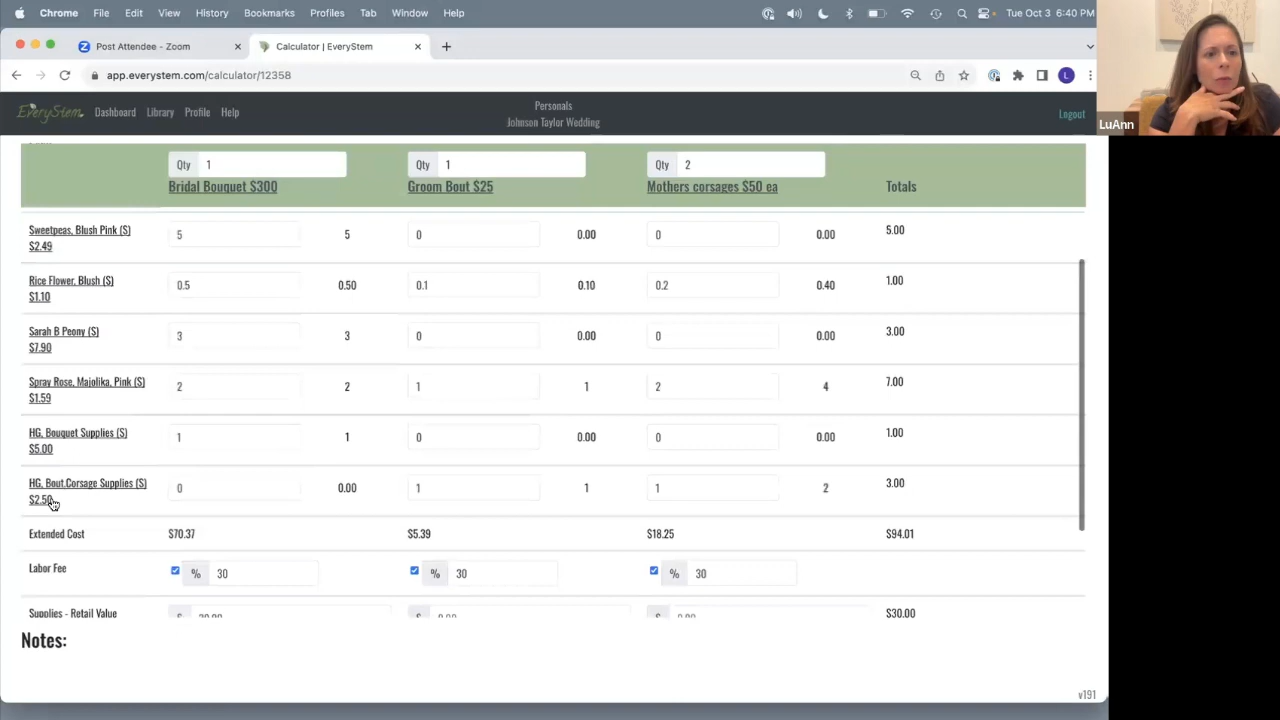 Chrome File Edit View History Bookmarks Profiles Tab Window Help Tue Oct 3 6:40 PM
Post Attendee - Zoom × Calculator | EveryStem × +
app.everystem.com/calculator/12358 L
LuAnn
EveryStem Dashboard Library Profile Help
Personals
Johnson Taylor Wedding
Logout
Qty 1 Qty 1 Qty 2
Bridal Bouquet $300 Groom Bout $25 Mothers corsages $50 ea Totals
Sweetpeas, Blush Pink (S)
$2.49
5 5 0 0.00 0 0.00 5.00
Rice Flower, Blush (S)
$1.10
0.5 0.50 0.1 0.10 0.2 0.40 1.00
Sarah B Peony (S)
$7.90
3 3 0 0.00 0 0.00 3.00
Spray Rose, Majolika, Pink (S)
$1.59
2 2 1 1 2 4 7.00
HG, Bouquet Supplies (S)
$5.00
1 1 0 0.00 0 0.00 1.00
HG, Bout.Corsage Supplies (S)
$2.50
0 0.00 1 1 1 2 3.00
Extended Cost $70.37 $5.39 $18.25 $94.01
Labor Fee % 30 % 30 % 30
Supplies - Retail Value $ $ $ $30.00
Notes:
v191